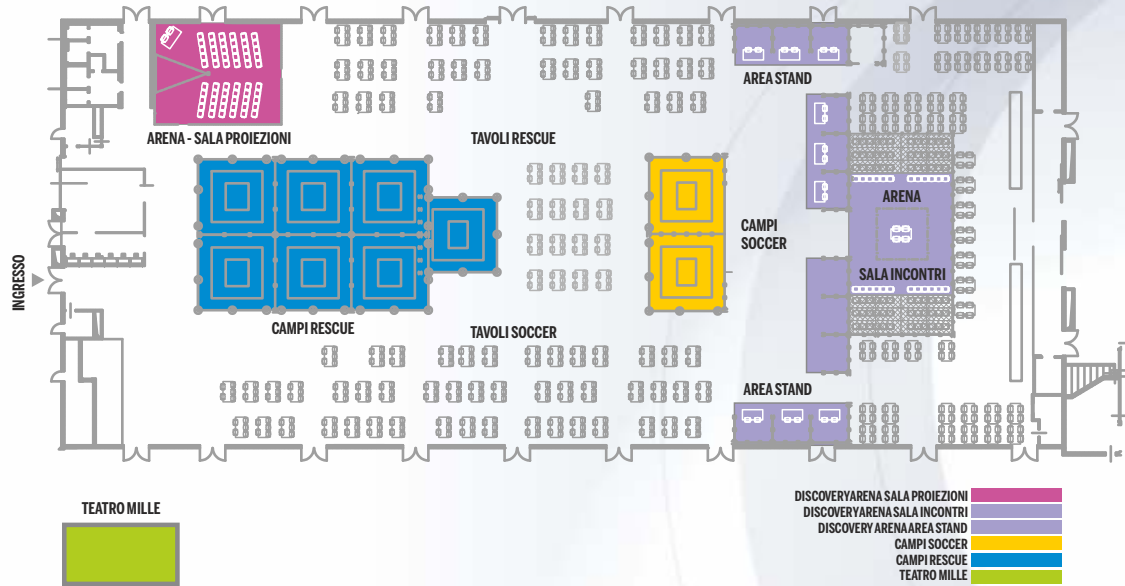 AREA STAND
ARENA - SALA PROIEZIONI
TAVOLI RESCUE
ARENA
CAMPI
SOCCER
INGRESSO
SALA INCONTRI
CAMPI RESCUE
TAVOLI SOCCER
AREA STAND
TEATRO MILLE
DISCOVERYARENA SALA PROIEZIONI
DISCOVERYARENA SALA INCONTRI
DISCOVERY ARENA AREA STAND
CAMPI SOCCER
CAMPI RESCUE
TEATRO MILLE